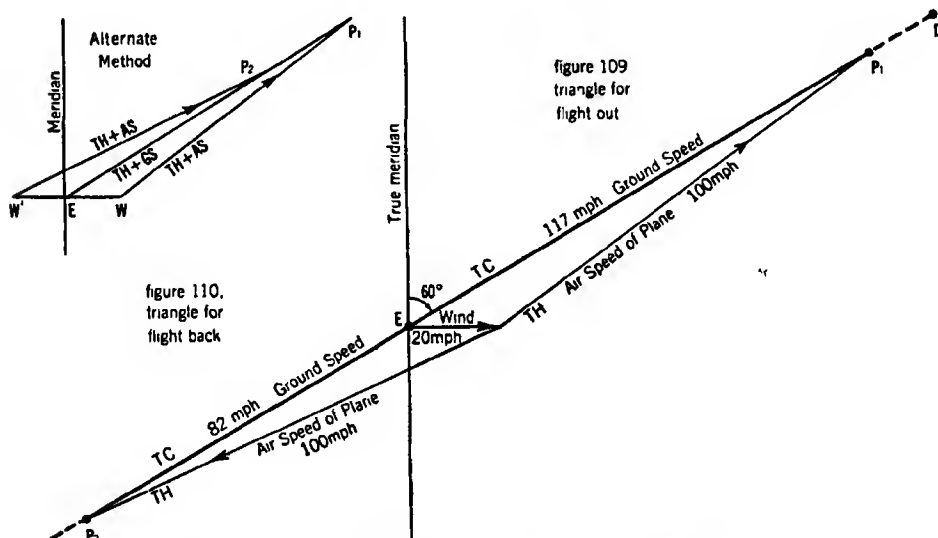 Alternate
Method
Meridian
P1
P2
TH+AS
TH+GS
TH+AS
W'
E
W
figure 109
triangle for
flight out
True meridian
P1
117 mph Ground Speed
100mph
Air Speed of Plane
TC
TH
60°
E
Wind
20mph
figure 110,
triangle for
flight back
82 mph Ground Speed
TC
Air Speed of Plane
100mph
TH